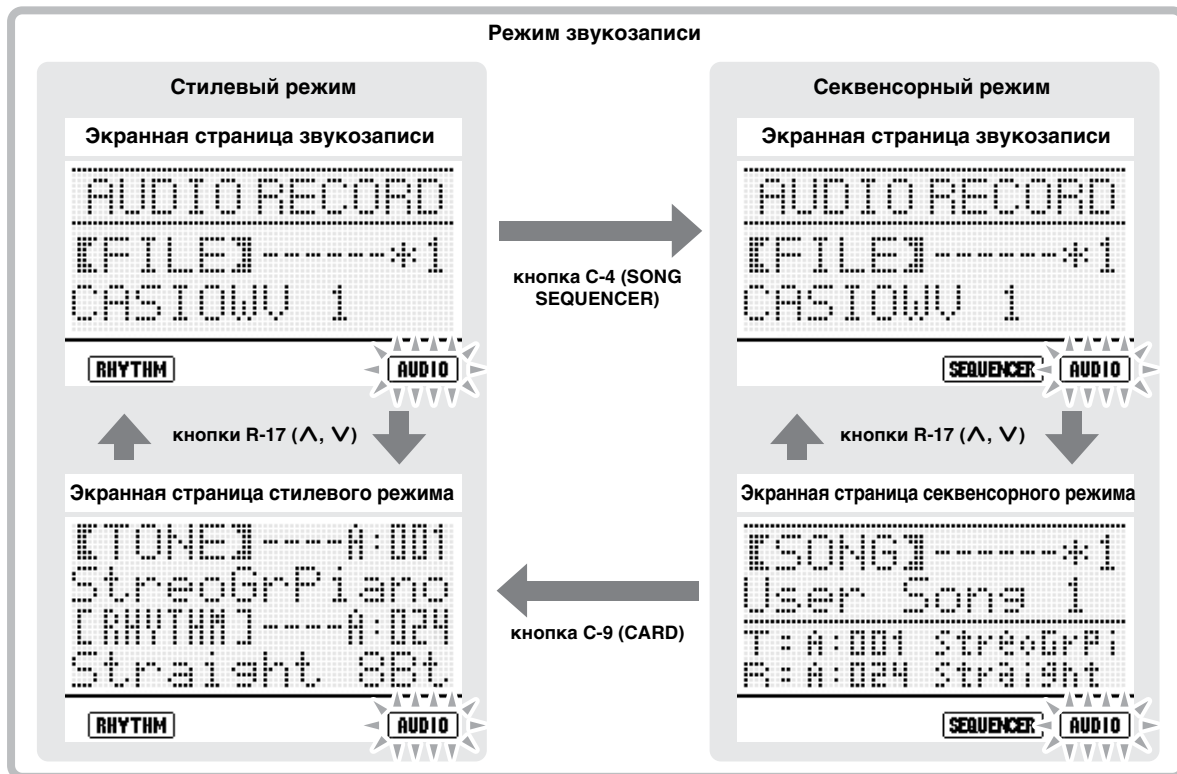 Режим звукозаписи
Стилевый режим
Экранная страница звукозаписи
AUDIO RECORD
【FILE】------*1
CASIOWV 1
RHYTHM
AUDIO
кнопки R-17 (∧, ∨)
Экранная страница стилевого режима
【TONE】----A:001
StreoGrPiano
[RHYTHM]----A:024
Straight 8Bt
RHYTHM
AUDIO
кнопка C-4 (SONG
SEQUENCER)
кнопка C-9 (CARD)
Секвенсорный режим
Экранная страница звукозаписи
AUDIO RECORD
【FILE】------*1
CASIOWV 1
SEQUENCER
AUDIO
кнопки R-17 (∧, ∨)
Экранная страница секвенсорного режима
【SONG】------*1
User Song 1
T:A:001 StreoGrPi
R:A:024 Straight
SEQUENCER
AUDIO